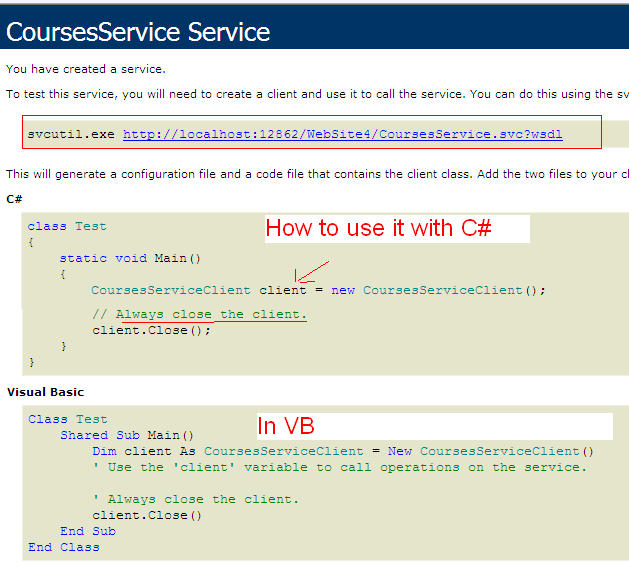 CoursesService Service
You have created a service.
To test this service, you will need to create a client and use it to call the service. You can do this using the sv
svcutil.exe http://localhost:12862/WebSite4/CoursesService.svc?wsdl
This will generate a configuration file and a code file that contains the client class. Add the two files to your cl
C#
class Test
How to use it with C#
{
static void Main()
{
CoursesServiceClient client = new CoursesServiceClient();
// Always close the client.
client.Close();
}
}
Visual Basic
Class Test
In VB
Shared Sub Main()
Dim client As CoursesServiceClient = New CoursesServiceClient()
' Use the 'client' variable to call operations on the service.
' Always close the client.
client.Close()
End Sub
End Class